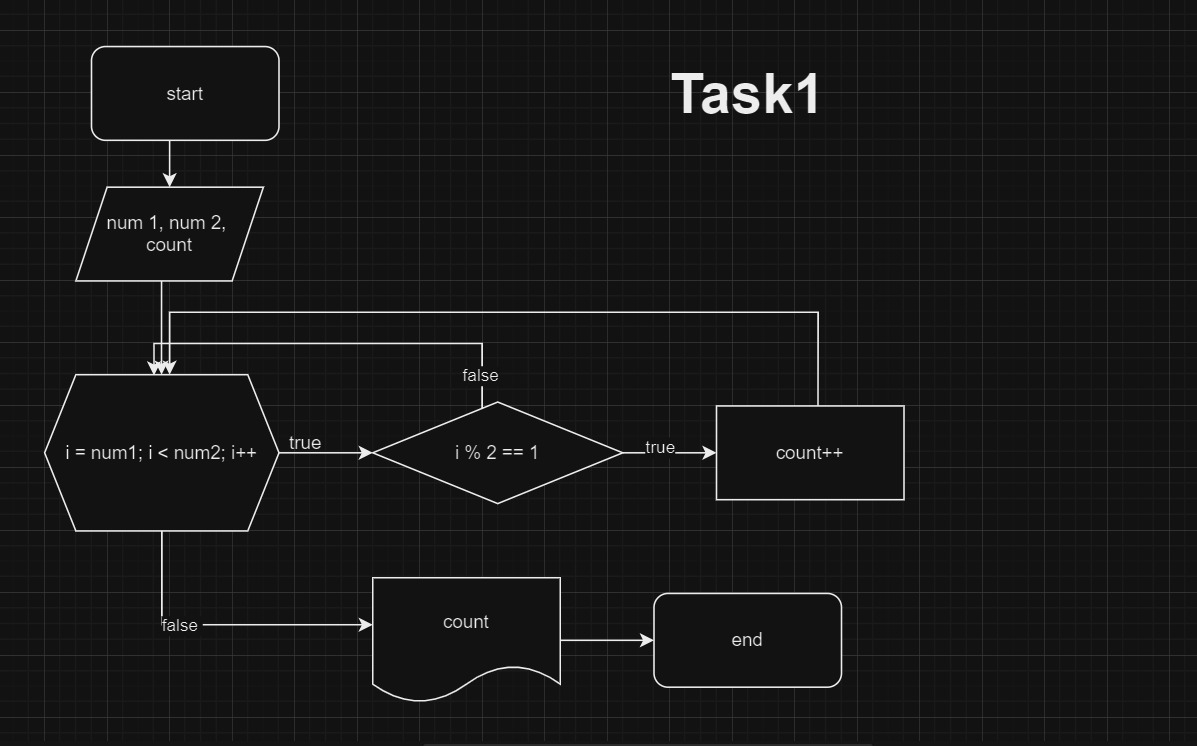 Task1
start
num 1, num 2,
count
false
i = num1; i < num2; i++
true
i % 2 == 1
true
count++
false
count
end